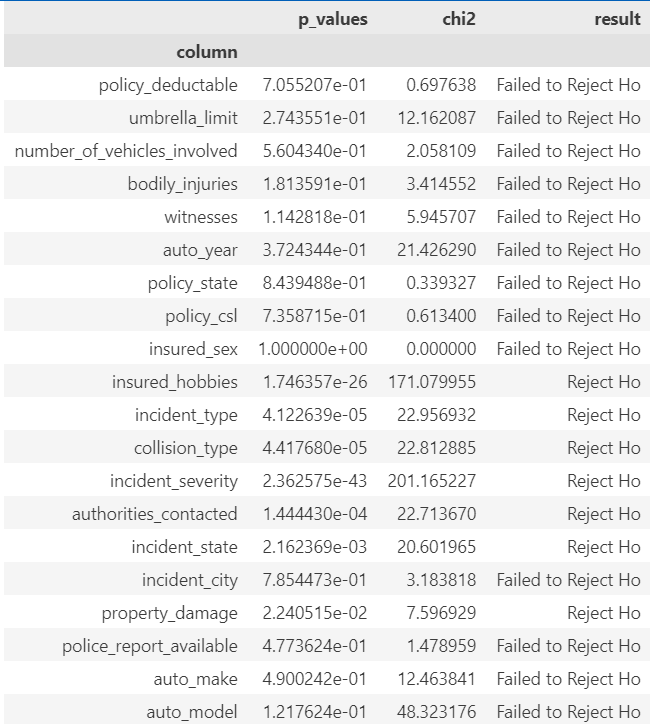 p_values chi2 result
column
policy_deductable 7.055207e-01 0.697638 Failed to Reject Ho
umbrella_limit 2.743551e-01 12.162087 Failed to Reject Ho
number_of_vehicles_involved 5.604340e-01 2.058109 Failed to Reject Ho
bodily_injuries 1.813591e-01 3.414552 Failed to Reject Ho
witnesses 1.142818e-01 5.945707 Failed to Reject Ho
auto_year 3.724344e-01 21.426290 Failed to Reject Ho
policy_state 8.439488e-01 0.339327 Failed to Reject Ho
policy_csl 7.358715e-01 0.613400 Failed to Reject Ho
insured_sex 1.000000e+00 0.000000 Failed to Reject Ho
insured_hobbies 1.746357e-26 171.079955 Reject Ho
incident_type 4.122639e-05 22.956932 Reject Ho
collision_type 4.417680e-05 22.812885 Reject Ho
incident_severity 2.362575e-43 201.165227 Reject Ho
authorities_contacted 1.444430e-04 22.713670 Reject Ho
incident_state 2.162369e-03 20.601965 Reject Ho
incident_city 7.854473e-01 3.183818 Failed to Reject Ho
property_damage 2.240515e-02 7.596929 Reject Ho
police_report_available 4.773624e-01 1.478959 Failed to Reject Ho
auto_make 4.900242e-01 12.463841 Failed to Reject Ho
auto_model 1.217624e-01 48.323176 Failed to Reject Ho